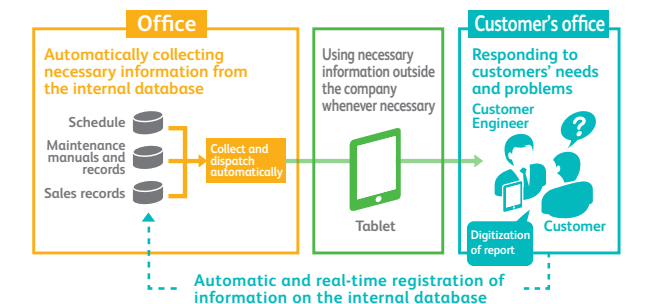 Office
Automatically collecting
necessary information from
the internal database
Schedule
Maintenance
manuals and
records
Sales records
Collect and
dispatch
automatically
Using necessary
information outside
the company
whenever necessary
Tablet
Customer's office
Responding to
customers' needs
and problems
Customer
Engineer
?
Customer
Digitization
of report
Automatic and real-time registration of
information on the internal database